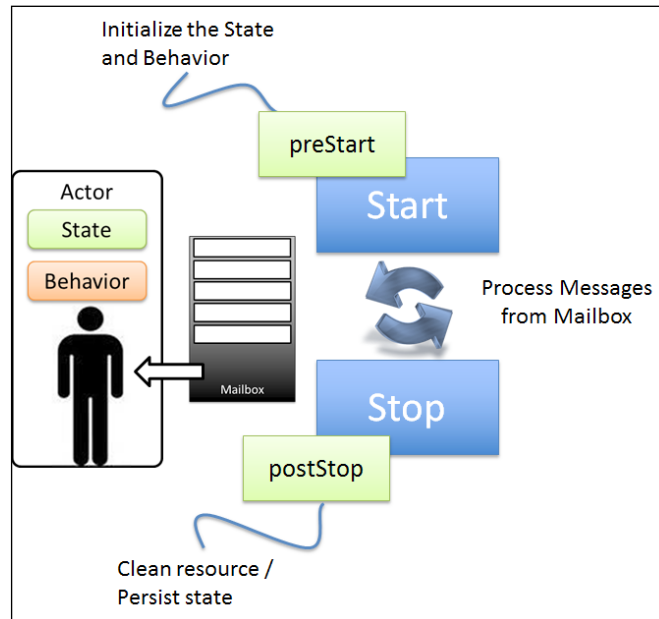 Initialize the State
and Behavior
preStart
Start
Actor
State
Behavior
Process Messages
from Mailbox
Mailbox
Stop
postStop
Clean resource /
Persist state